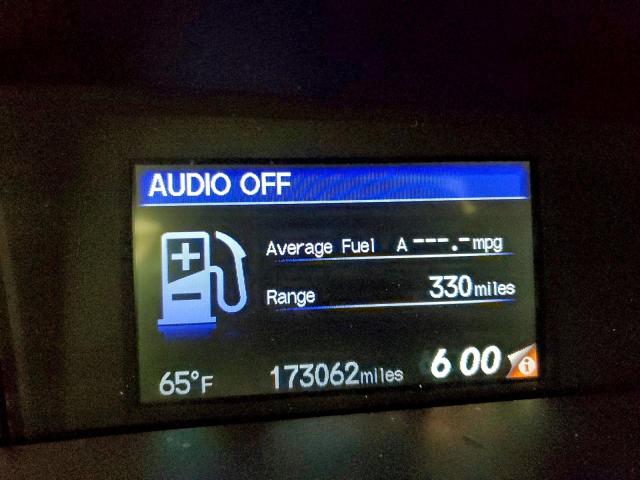 AUDIO OFF
Average Fuel A ---.- mpg
Range 330 miles
65°F 173062 miles 6 00 i